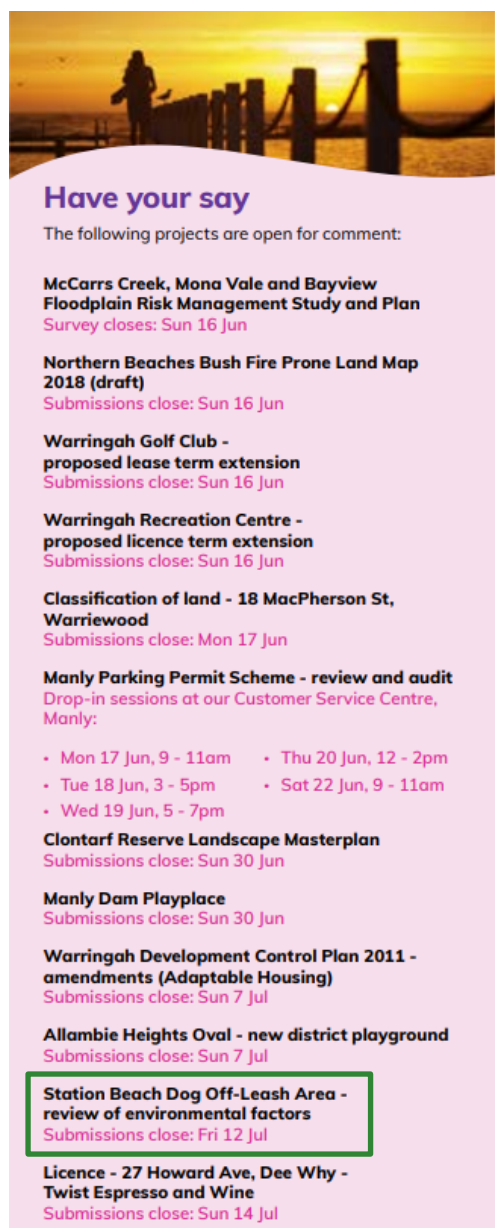 Have your say
The following projects are open for comment:
McCarrs Creek, Mona Vale and Bayview
Floodplain Risk Management Study and Plan
Survey closes: Sun 16 Jun
Northern Beaches Bush Fire Prone Land Map
2018 (draft)
Submissions close: Sun 16 Jun
Warringah Golf Club -
proposed lease term extension
Submissions close: Sun 16 Jun
Warringah Recreation Centre -
proposed licence term extension
Submissions close: Sun 16 Jun
Classification of land - 18 MacPherson St,
Warriewood
Submissions close: Mon 17 Jun
Manly Parking Permit Scheme - review and audit
Drop-in sessions at our Customer Service Centre,
Manly:
• Mon 17 Jun, 9 - 11am
• Tue 18 Jun, 3 - 5pm
• Wed 19 Jun, 5 - 7pm
• Thu 20 Jun, 12 - 2pm
• Sat 22 Jun, 9 - 11am
Clontarf Reserve Landscape Masterplan
Submissions close: Sun 30 Jun
Manly Dam Playplace
Submissions close: Sun 30 Jun
Warringah Development Control Plan 2011 -
amendments (Adaptable Housing)
Submissions close: Sun 7 Jul
Allambie Heights Oval - new district playground
Submissions close: Sun 7 Jul
Station Beach Dog Off-Leash Area -
review of environmental factors
Submissions close: Fri 12 Jul
Licence - 27 Howard Ave, Dee Why -
Twist Espresso and Wine
Submissions close: Sun 14 Jul